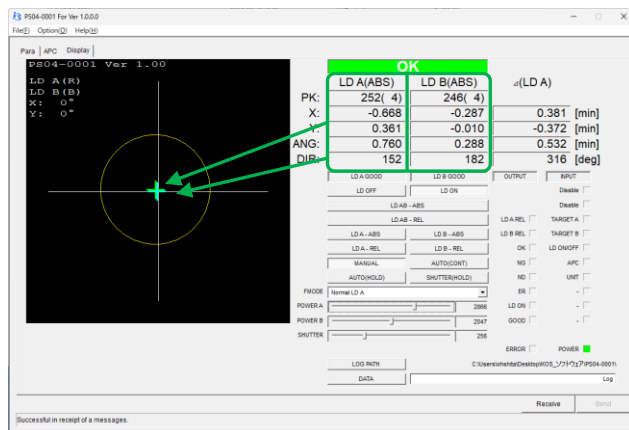 PS04-0001 For Ver 1.0.0.0
File(F) Option(O) Help(H)
Para APC Display
PS04-0001 Ver 1.00
LD A(R)
LD B(B)
X: 0°
Y: 0°
OK
LD A(ABS) LD B(ABS) ⊿(LD A)
PK: 252( 4) 246( 4)
X: -0.668 -0.287 0.381 [min]
Y: 0.361 -0.010 -0.372 [min]
ANG: 0.760 0.288 0.532 [min]
DIR: 152 182 316 [deg]
LD A GOOD LD B GOOD OUTPUT INPUT
LD OFF LD ON Disable
LD AB - ABS Disable
LD AB - REL LD A REL TARGET A
LD A - ABS LD B - ABS LD B REL TARGET B
LD A - REL LD B - REL OK LD ON/OFF
MANUAL AUTO(CONT) NG APC
AUTO(HOLD) SHUTTER(HOLD) ND UNIT
FMODE Normal LD A ER -
POWER A 2886 LD ON -
POWER B 2047 GOOD -
SHUTTER 256
ERROR POWER
LOG PATH C:\Users\ohshita\Desktop\KOS_ソフトウェア\PS04-0001\
DATA Log
Receive Send
Successful in receipt of a messages.